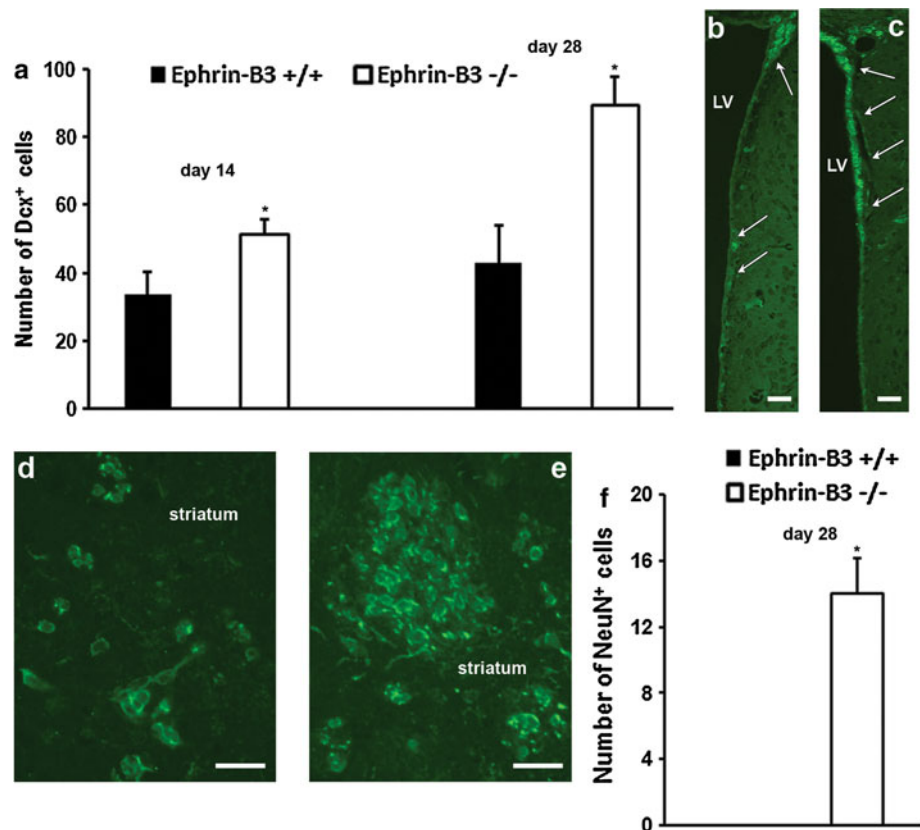 a
■ Ephrin-B3 +/+ □ Ephrin-B3 -/-
day 28
*
day 14
*
Number of Dcx⁺ cells
100
80
60
40
20
0
b
LV
c
LV
d
striatum
e
striatum
f
■ Ephrin-B3 +/+
□ Ephrin-B3 -/-
day 28
*
Number of NeuN⁺ cells
20
16
12
8
4
0